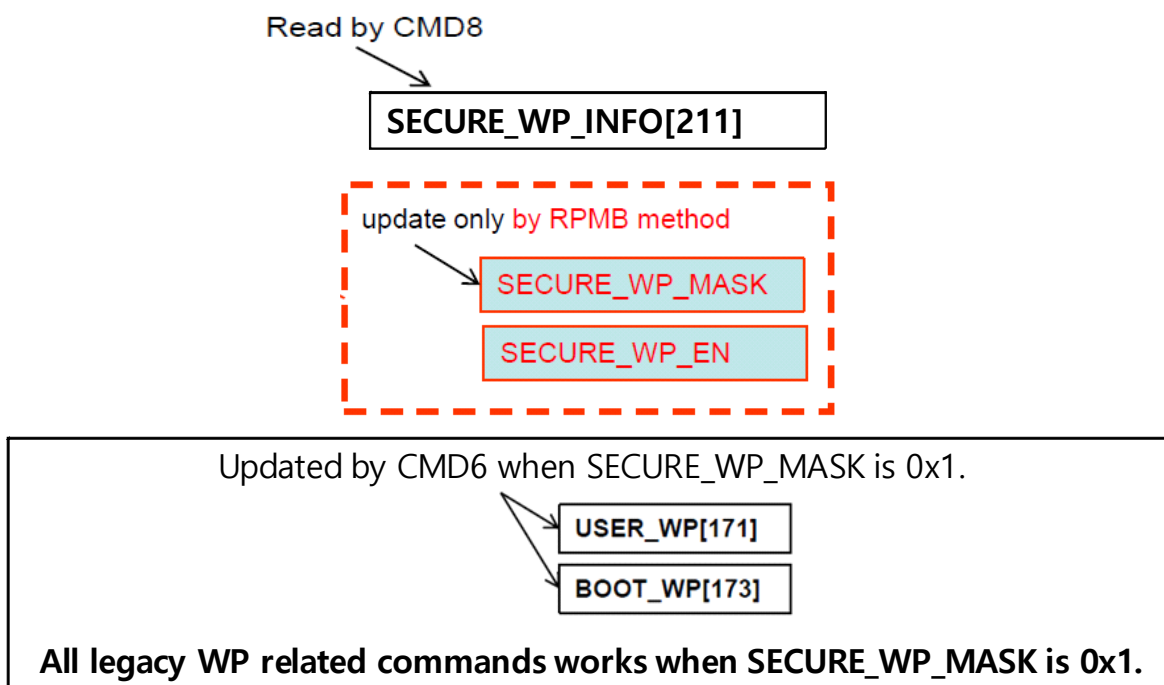 Read by CMD8
SECURE_WP_INFO[211]
update only by RPMB method
SECURE_WP_MASK
SECURE_WP_EN
Updated by CMD6 when SECURE_WP_MASK is 0x1.
USER_WP[171]
BOOT_WP[173]
All legacy WP related commands works when SECURE_WP_MASK is 0x1.